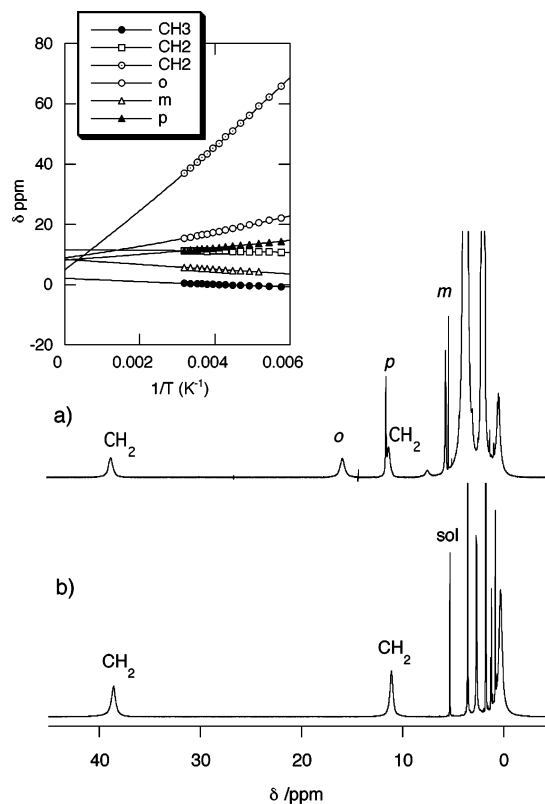 CH3
CH2
CH2
o
m
p
80
60
40
20
0
-20
δ ppm
0
0.002
0.004
0.006
1/T (K⁻¹)
a)
CH₂
o
p
CH₂
m
b)
CH₂
CH₂
sol
40
30
20
10
0
δ /ppm